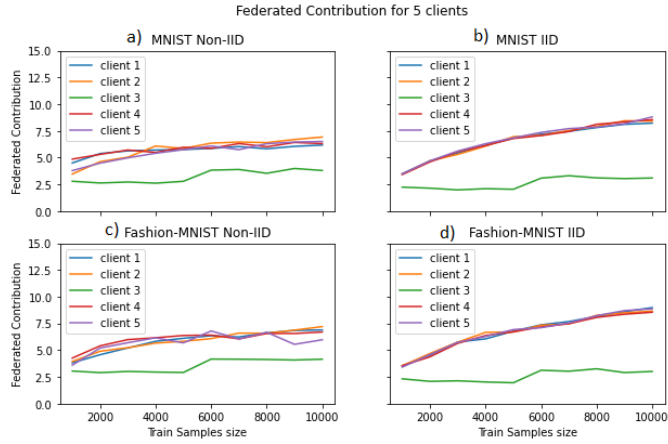 Federated Contribution for 5 clients
a) MNIST Non-IID
b) MNIST IID
Federated Contribution
15.0
12.5
10.0
7.5
5.0
2.5
0.0
client 1
client 2
client 3
client 4
client 5
client 1
client 2
client 3
client 4
client 5
c) Fashion-MNIST Non-IID
d) Fashion-MNIST IID
Federated Contribution
15.0
12.5
10.0
7.5
5.0
2.5
0.0
client 1
client 2
client 3
client 4
client 5
client 1
client 2
client 3
client 4
client 5
2000 4000 6000 8000 10000
2000 4000 6000 8000 10000
Train Samples size
Train Samples size